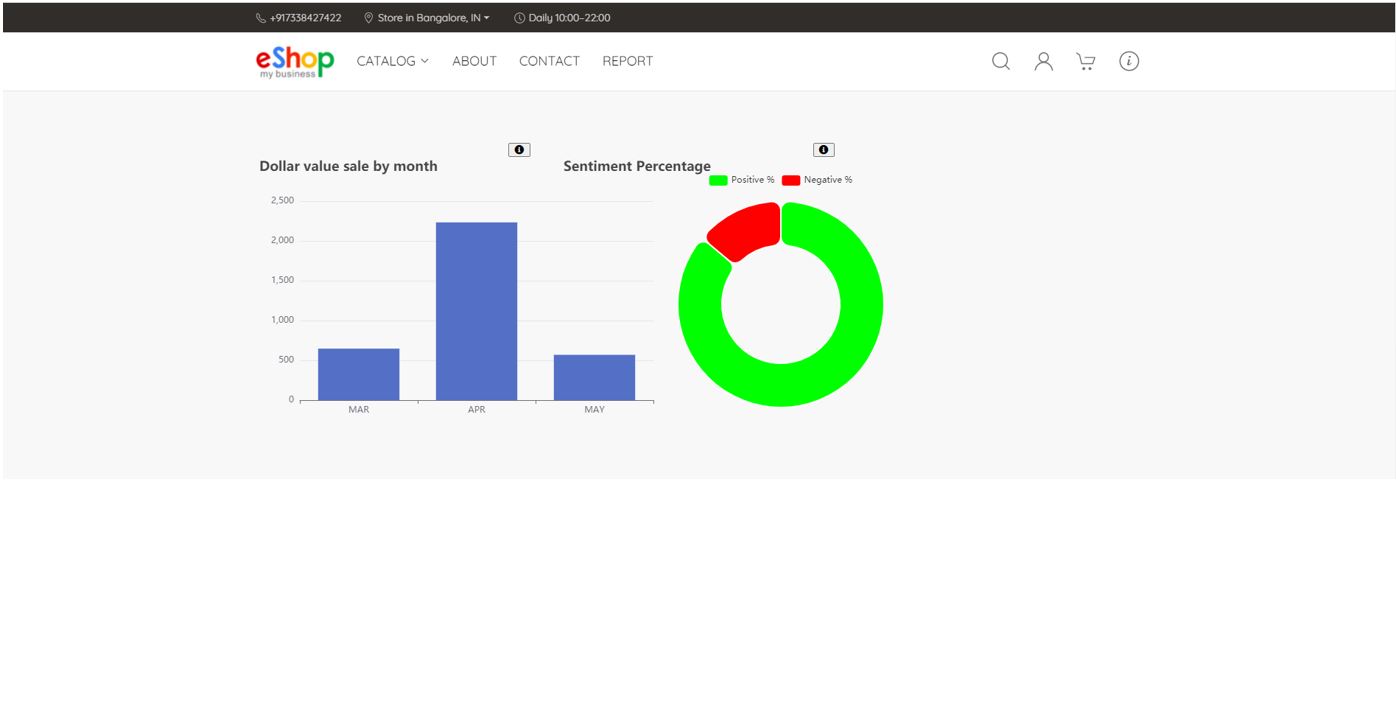 +917338427422 Store in Bangalore, IN Daily 10:00–22:00
eShop
my business
CATALOG ABOUT CONTACT REPORT
Dollar value sale by month
2,500
2,000
1,500
1,000
500
0
MAR APR MAY
Sentiment Percentage
Positive % Negative %